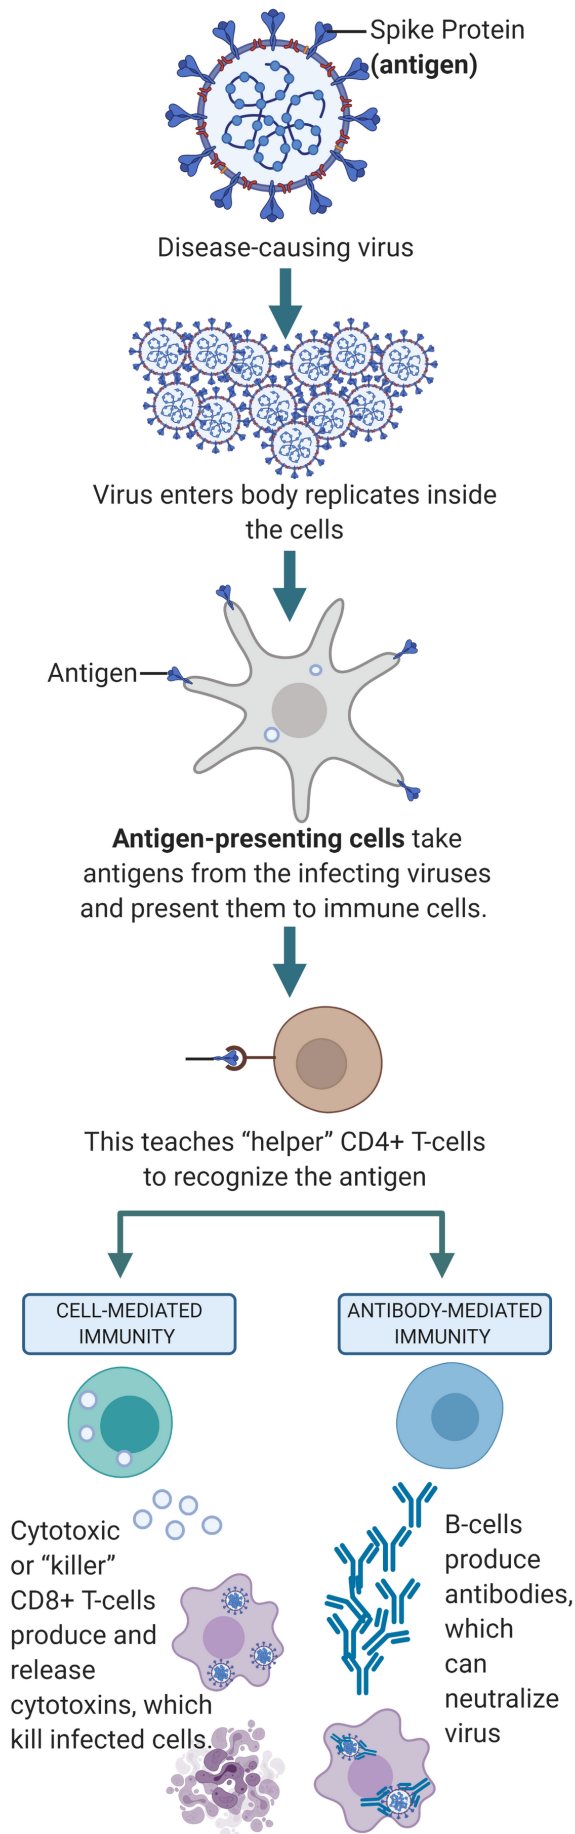 Spike Protein
(antigen)
Disease-causing virus
Virus enters body replicates inside
the cells
Antigen
Antigen-presenting cells take
antigens from the infecting viruses
and present them to immune cells.
This teaches “helper” CD4+ T-cells
to recognize the antigen
CELL-MEDIATED
IMMUNITY
ANTIBODY-MEDIATED
IMMUNITY
Cytotoxic
or “killer”
CD8+ T-cells
produce and
release
cytotoxins, which
kill infected cells.
B-cells
produce
antibodies,
which
can
neutralize
virus